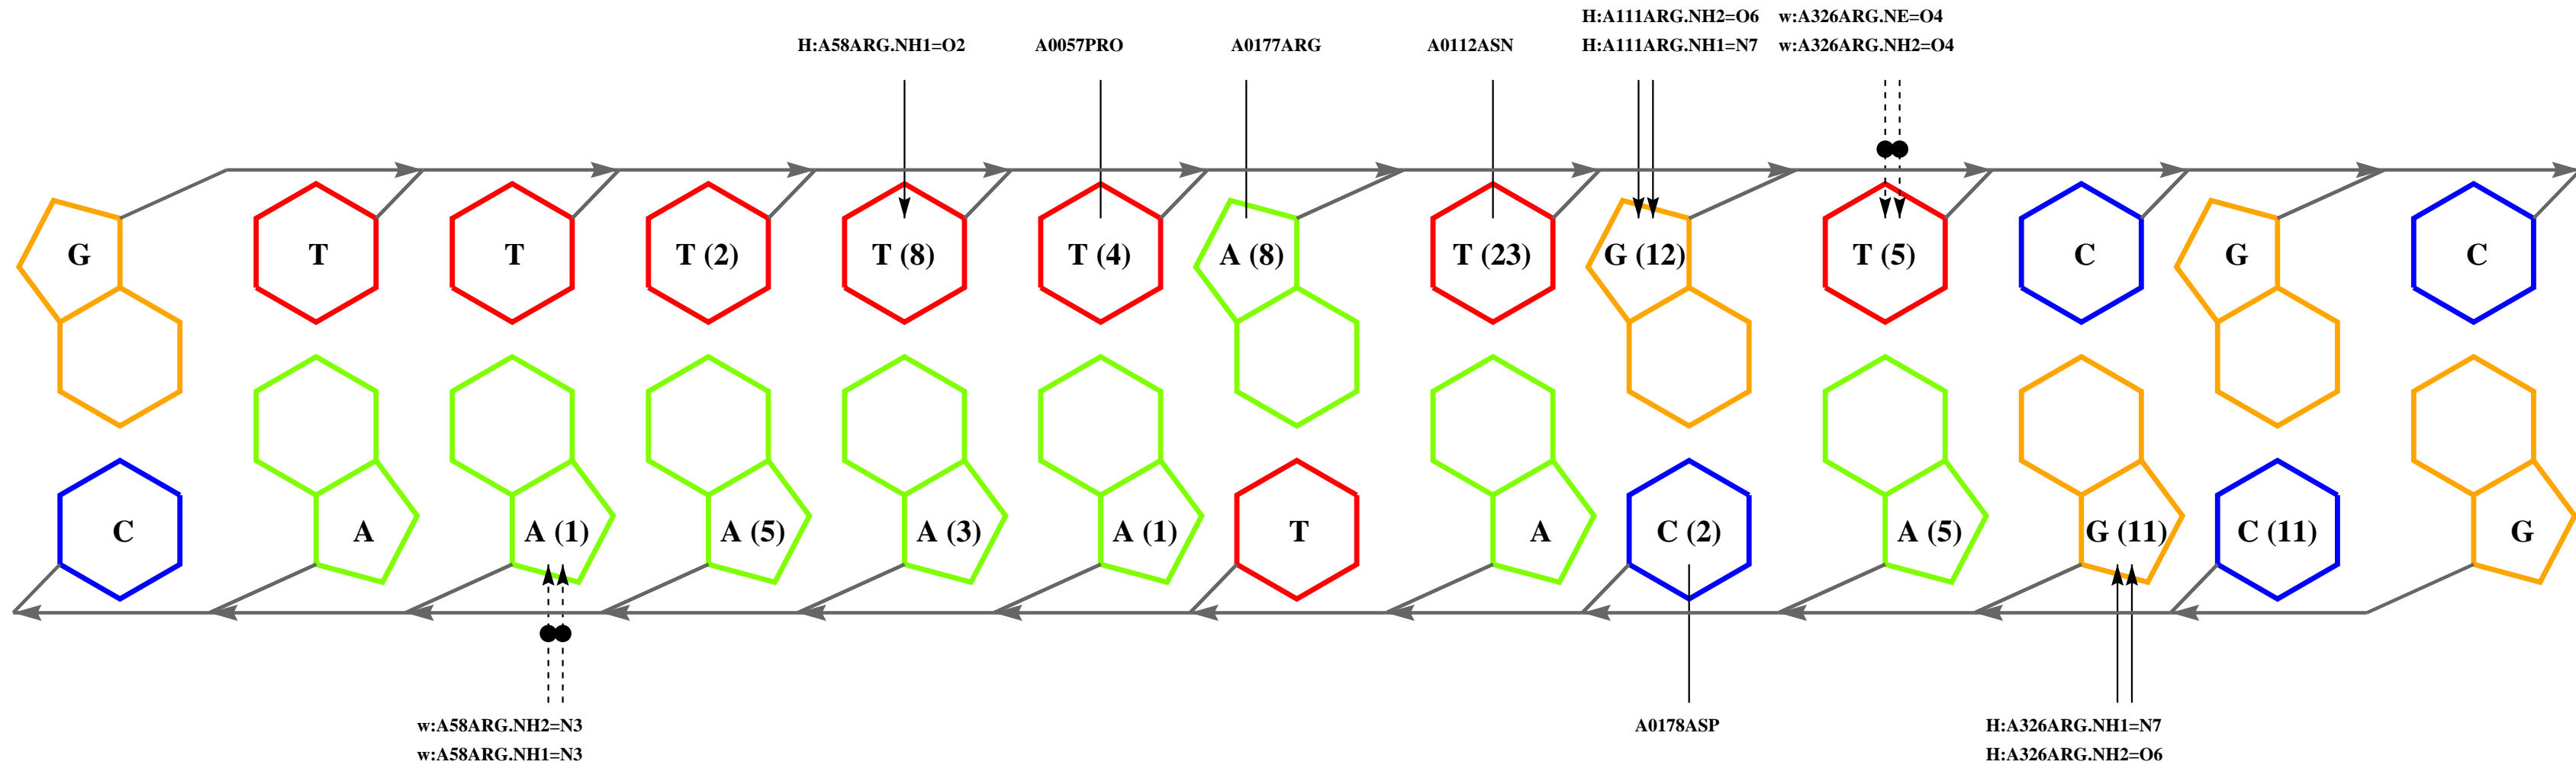 H:A111ARG.NH2=O6 w:A326ARG.NE=O4
H:A58ARG.NH1=O2 A0057PRO A0177ARG A0112ASN H:A111ARG.NH1=N7 w:A326ARG.NH2=O4
G T T T (2) T (8) T (4) A (8) T (23) G (12) T (5) C G C
C A A (1) A (5) A (3) A (1) T A C (2) A (5) G (11) C (11) G
w:A58ARG.NH2=N3 A0178ASP H:A326ARG.NH1=N7
w:A58ARG.NH1=N3 H:A326ARG.NH2=O6